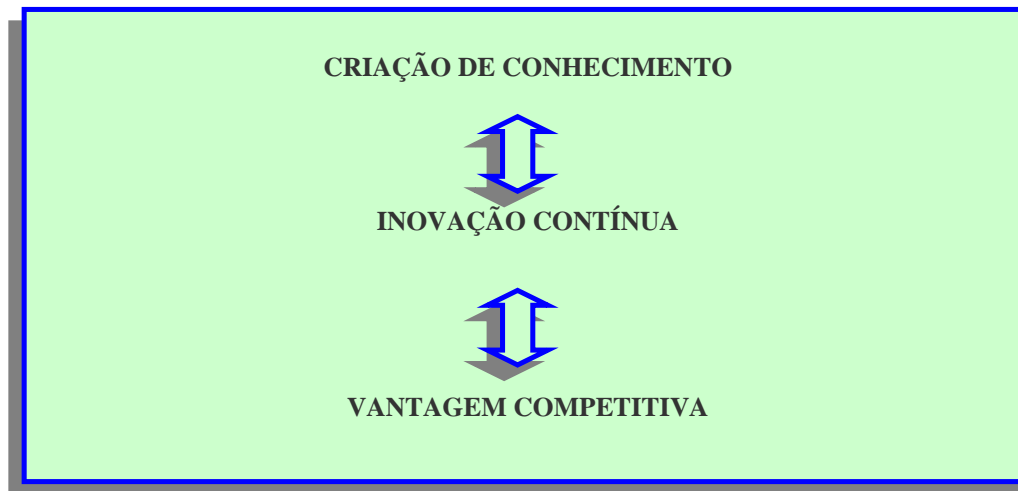 CRIAÇÃO DE CONHECIMENTO
INOVAÇÃO CONTÍNUA
VANTAGEM COMPETITIVA